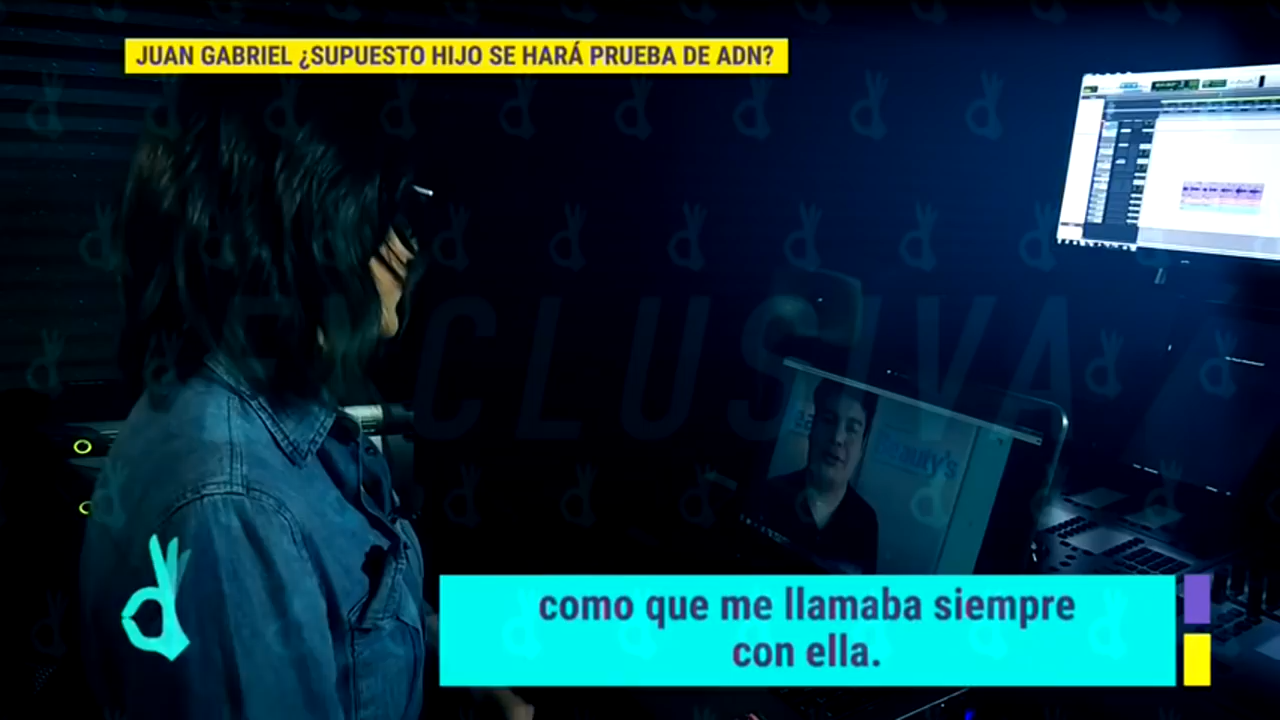 JUAN GABRIEL ¿SUPUESTO HIJO SE HARÁ PRUEBA DE ADN?
EXCLUSIVA
como que me llamaba siempre
con ella.